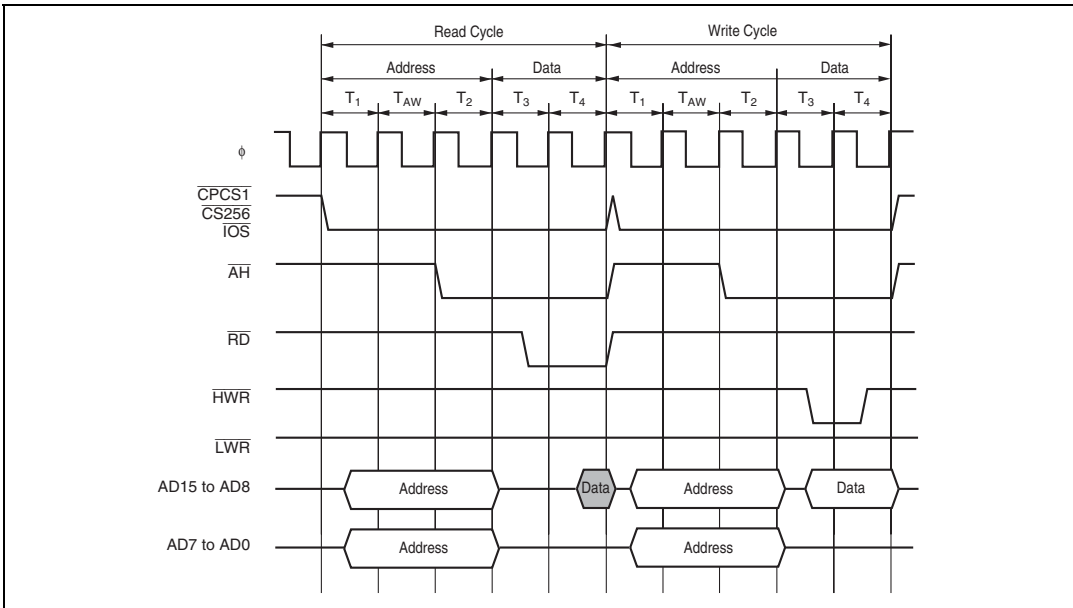 Read Cycle Write Cycle
Address Data Address Data
T1 TAW T2 T3 T4 T1 TAW T2 T3 T4
ϕ
CPCS1
CS256
IOS
AH
RD
HWR
LWR
AD15 to AD8 Address Data Address Data
AD7 to AD0 Address Address